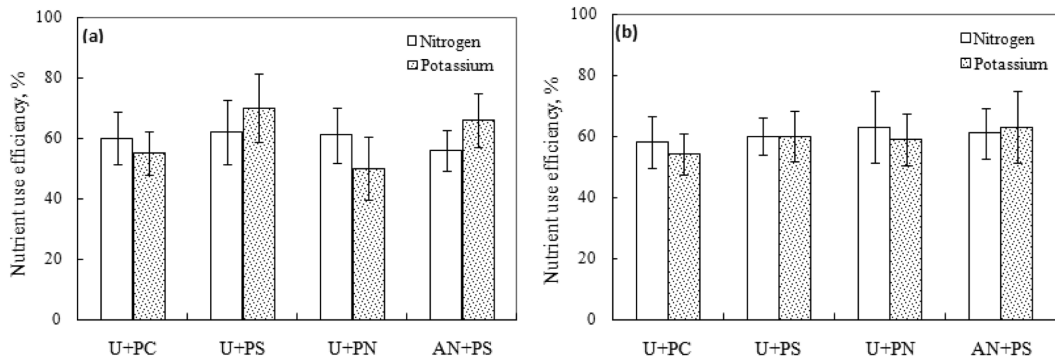 (a)
Nitrogen
Potassium
Nutrient use efficiency, %
100
80
60
40
20
0
U+PC
U+PS
U+PN
AN+PS
(b)
Nitrogen
Potassium
Nutrient use efficiency, %
100
80
60
40
20
0
U+PC
U+PS
U+PN
AN+PS